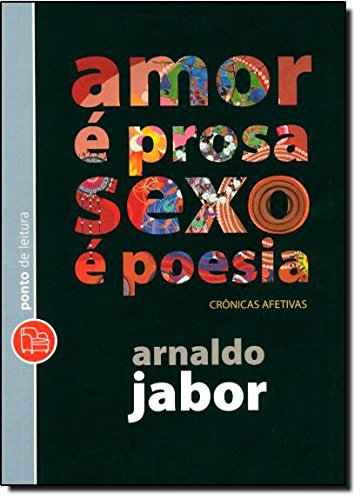 amor
é prosa
sexo
é poesia
CRÔNICAS AFETIVAS
arnaldo
jabor
ponto de leitura